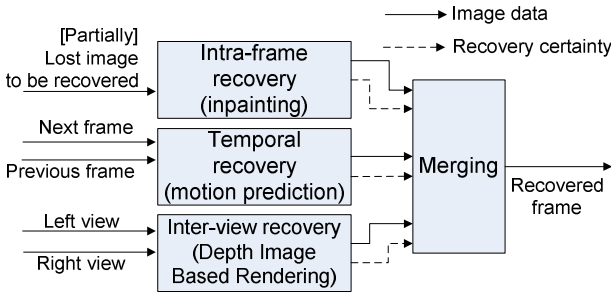 [Partially]
Lost image
to be recovered
Intra-frame
recovery
(inpainting)
Image data
Recovery certainty
Next frame
Previous frame
Temporal
recovery
(motion prediction)
Merging
Recovered
frame
Left view
Right view
Inter-view recovery
(Depth Image
Based Rendering)